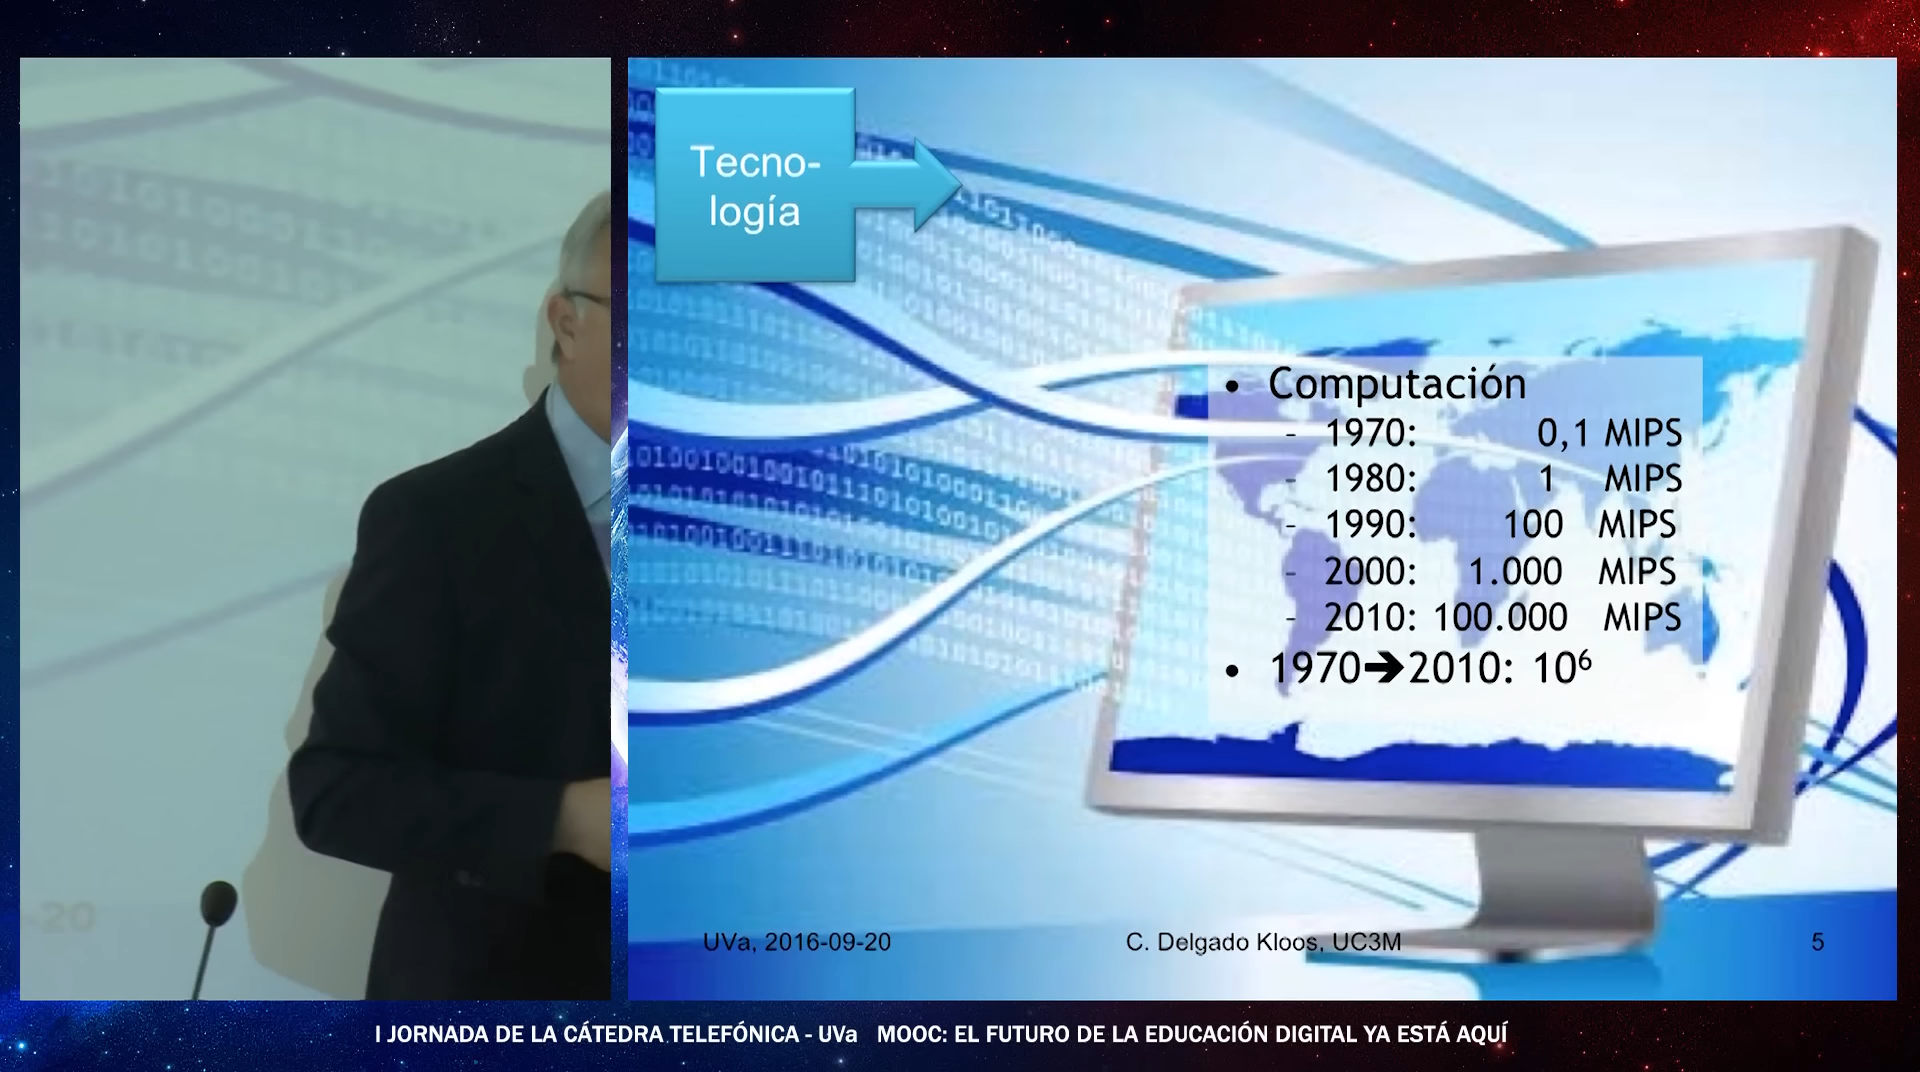 Tecno-
logía
• Computación
- 1970: 0,1 MIPS
- 1980: 1 MIPS
- 1990: 100 MIPS
- 2000: 1.000 MIPS
- 2010: 100.000 MIPS
• 1970➔2010: 10⁶
-20
UVa, 2016-09-20
C. Delgado Kloos, UC3M
5
I JORNADA DE LA CÁTEDRA TELEFÓNICA - UVa MOOC: EL FUTURO DE LA EDUCACIÓN DIGITAL YA ESTÁ AQUÍ